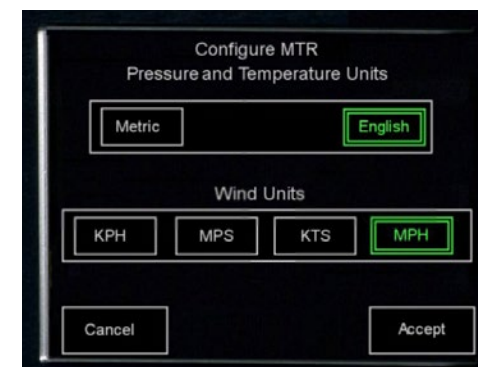 Configure MTR
Pressure and Temperature Units
Metric English
Wind Units
KPH MPS KTS MPH
Cancel Accept